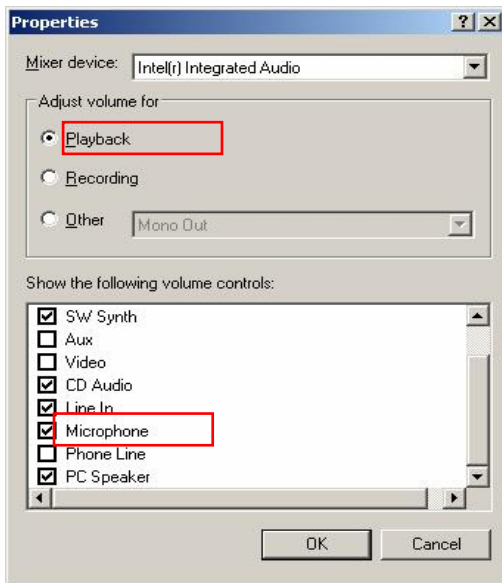 Properties
Mixer device: Intel(r) Integrated Audio
Adjust volume for
Playback
Recording
Other Mono Out
Show the following volume controls:
SW Synth
Aux
Video
CD Audio
Line In
Microphone
Phone Line
PC Speaker
OK Cancel